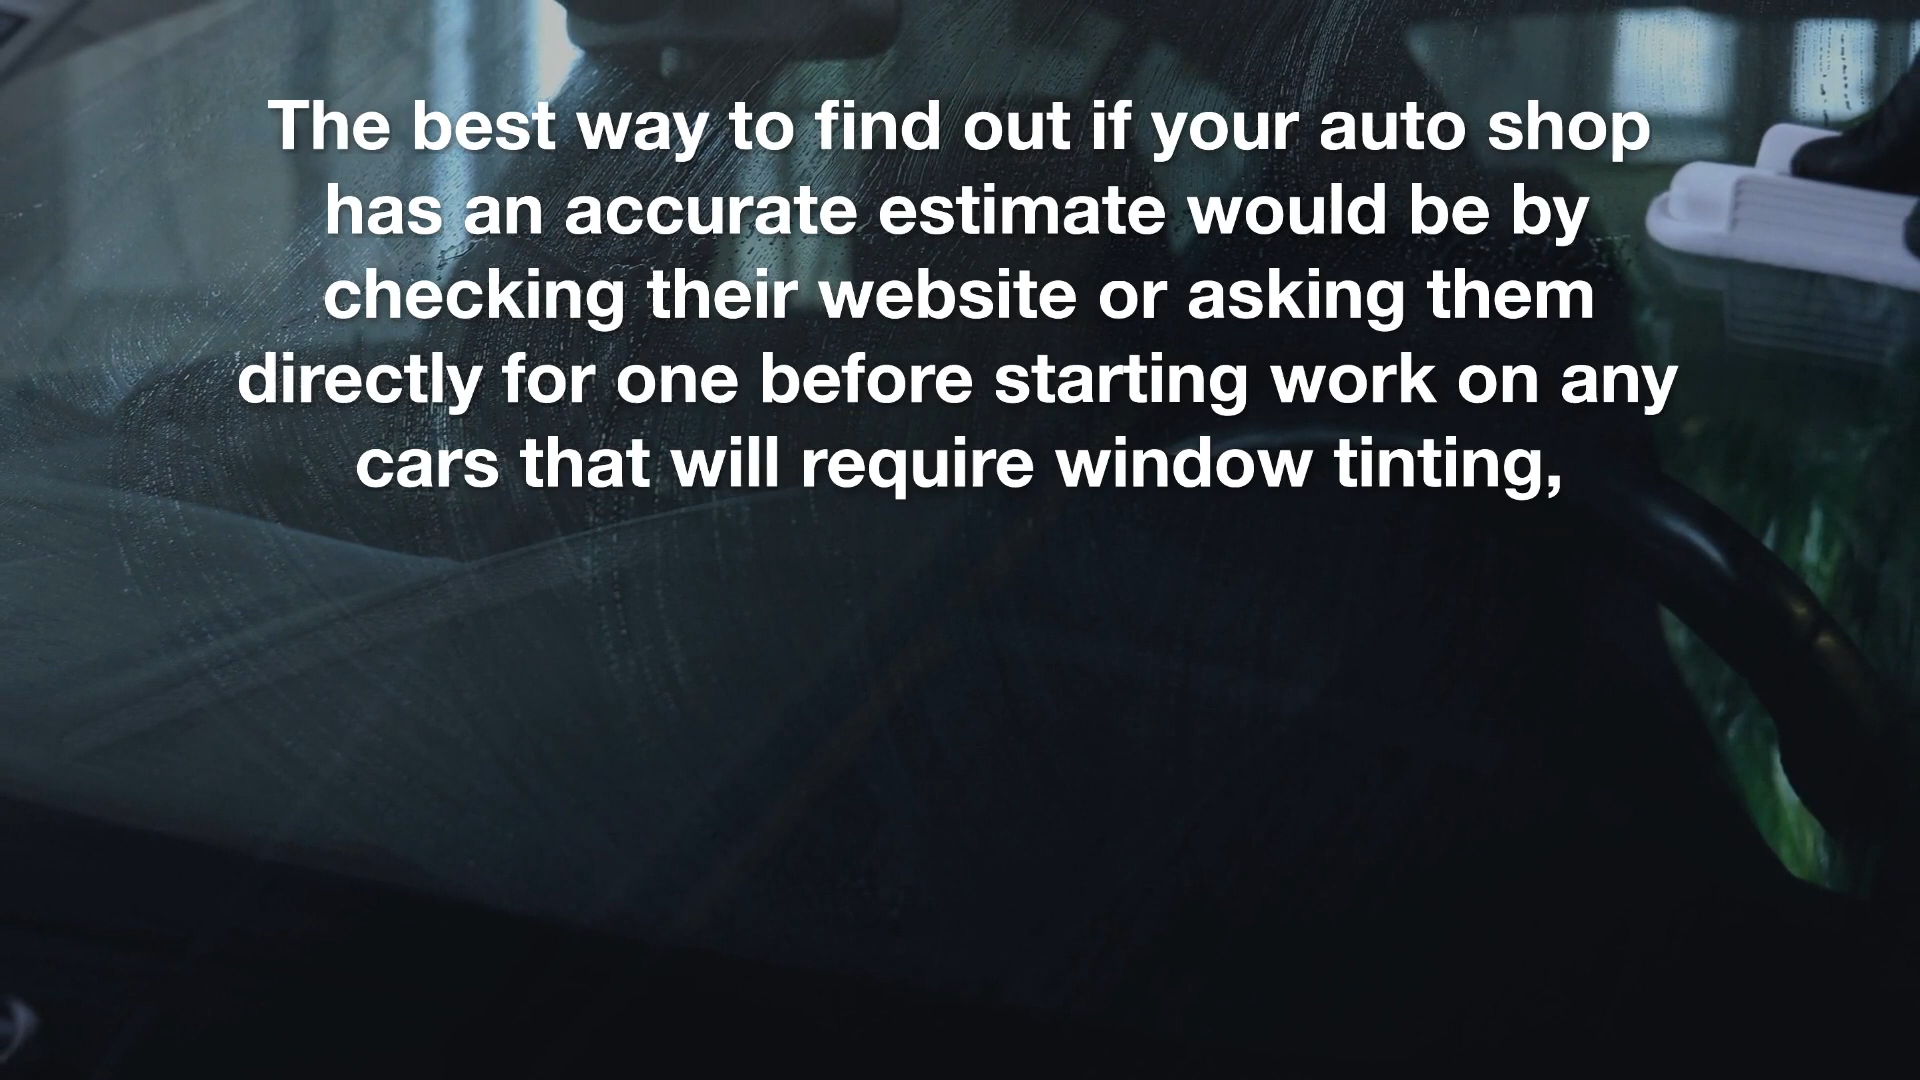 The best way to find out if your auto shop
has an accurate estimate would be by
checking their website or asking them
directly for one before starting work on any
cars that will require window tinting,